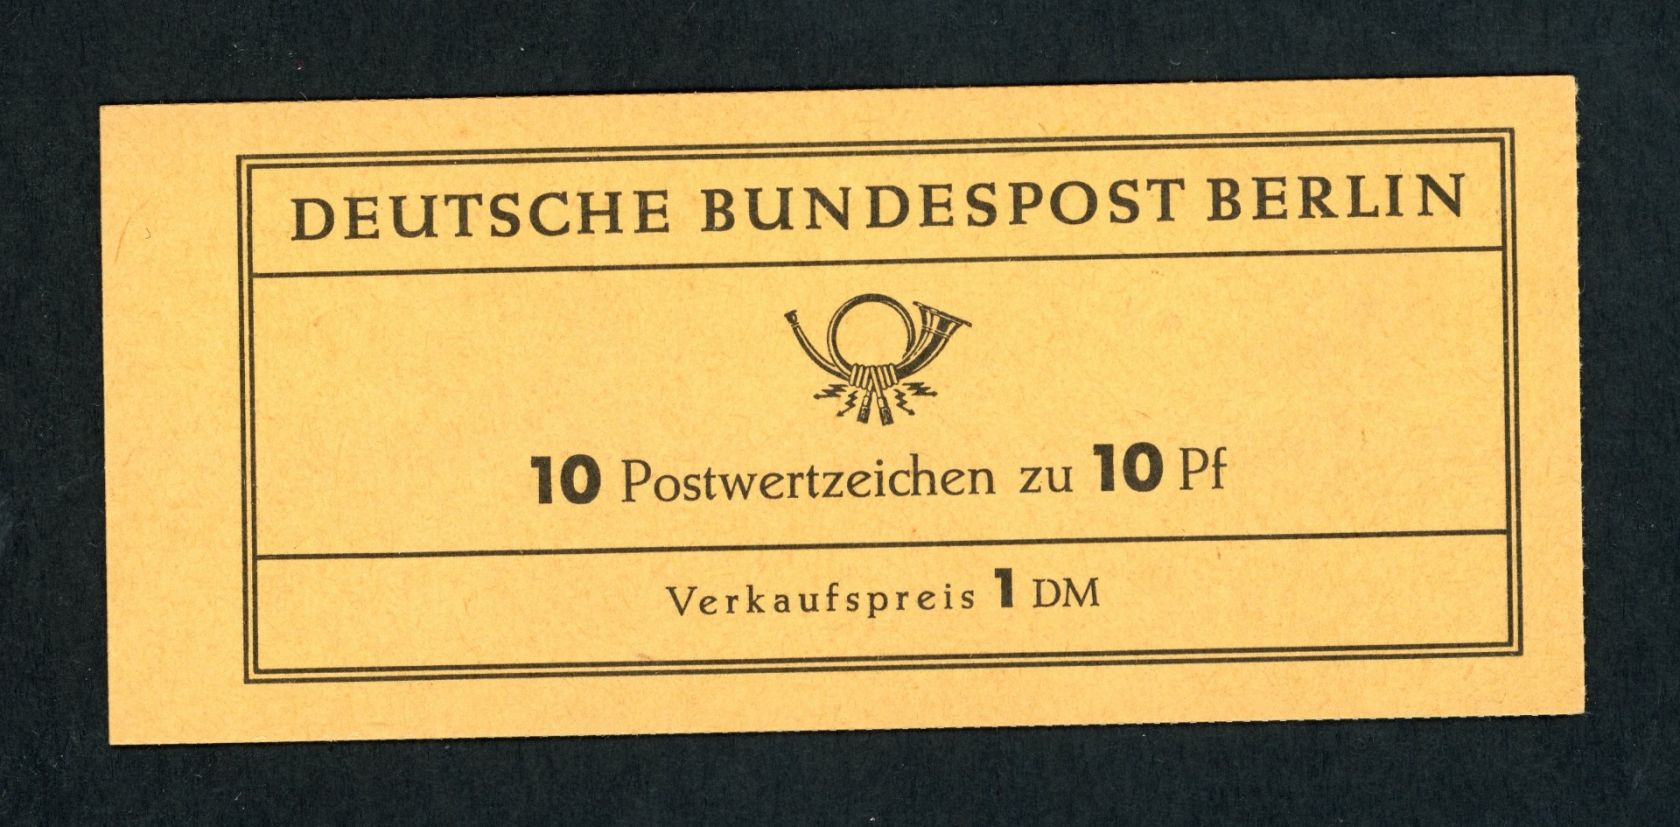 DEUTSCHE BUNDESPOST BERLIN
10 Postwertzeichen zu 10 Pf
Verkaufspreis 1 DM